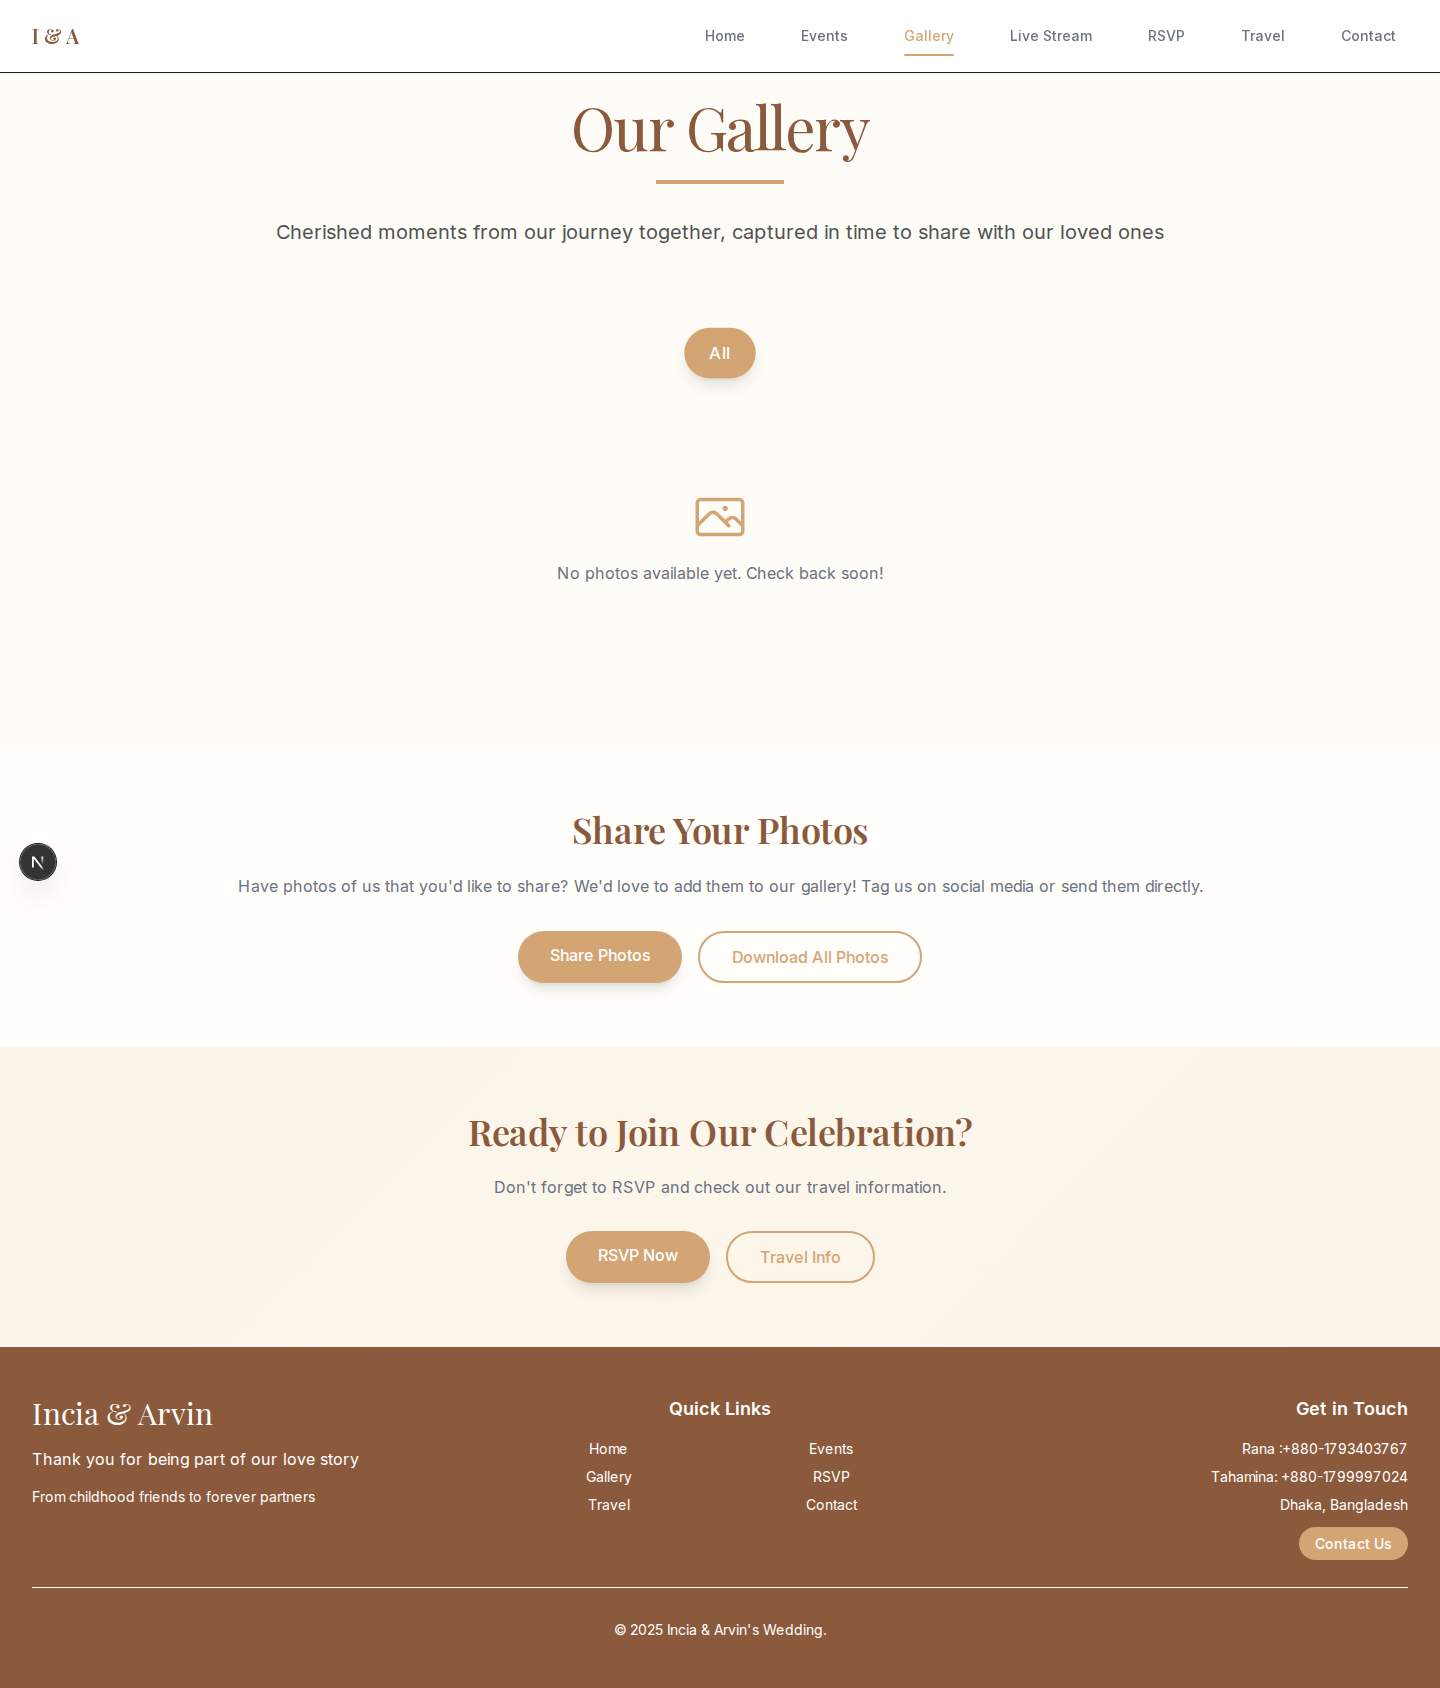 I & A
Home Events Gallery Live Stream RSVP Travel Contact
Our Gallery
Cherished moments from our journey together, captured in time to share with our loved ones
All
No photos available yet. Check back soon!
Share Your Photos
N
Have photos of us that you'd like to share? We'd love to add them to our gallery! Tag us on social media or send them directly.
Share Photos Download All Photos
Ready to Join Our Celebration?
Don't forget to RSVP and check out our travel information.
RSVP Now Travel Info
Incia & Arvin
Thank you for being part of our love story
From childhood friends to forever partners
Quick Links
Home Events
Gallery RSVP
Travel Contact
Get in Touch
Rana :+880-1793403767
Tahamina: +880-1799997024
Dhaka, Bangladesh
Contact Us
© 2025 Incia & Arvin's Wedding.